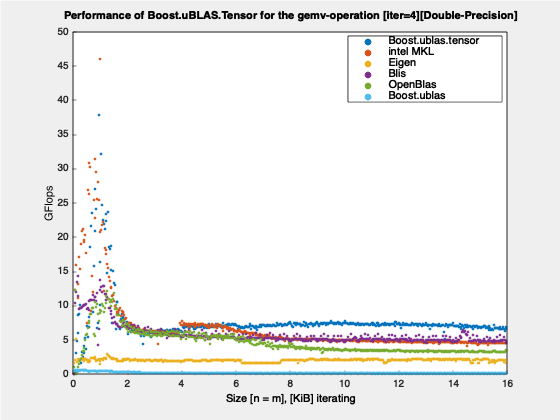 Performance of Boost.uBLAS.Tensor for the gemv-operation [iter=4][Double-Precision]
50
45
40
35
30
25
20
15
10
5
0
GFlops
Boost.ublas.tensor
intel MKL
Eigen
Blis
OpenBlas
Boost.ublas
0 2 4 6 8 10 12 14 16
Size [n = m], [KiB] iterating